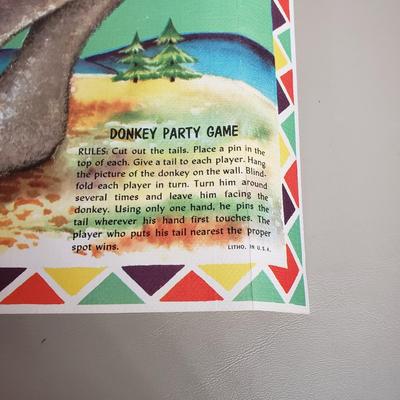 DONKEY PARTY GAME
RULES. Cut out the tails. Place a pin in the
top of each. Give a tail to each player. Hang
the picture of the donkey on the wall. Blind-
fold each player in turn. Turn him around
several times and leave him facing the
donkey. Using only one hand, he pins the
tail wherever his hand first touches. The
player who puts his tail nearest the proper
spot wins. LITHO. IN U.S.A.